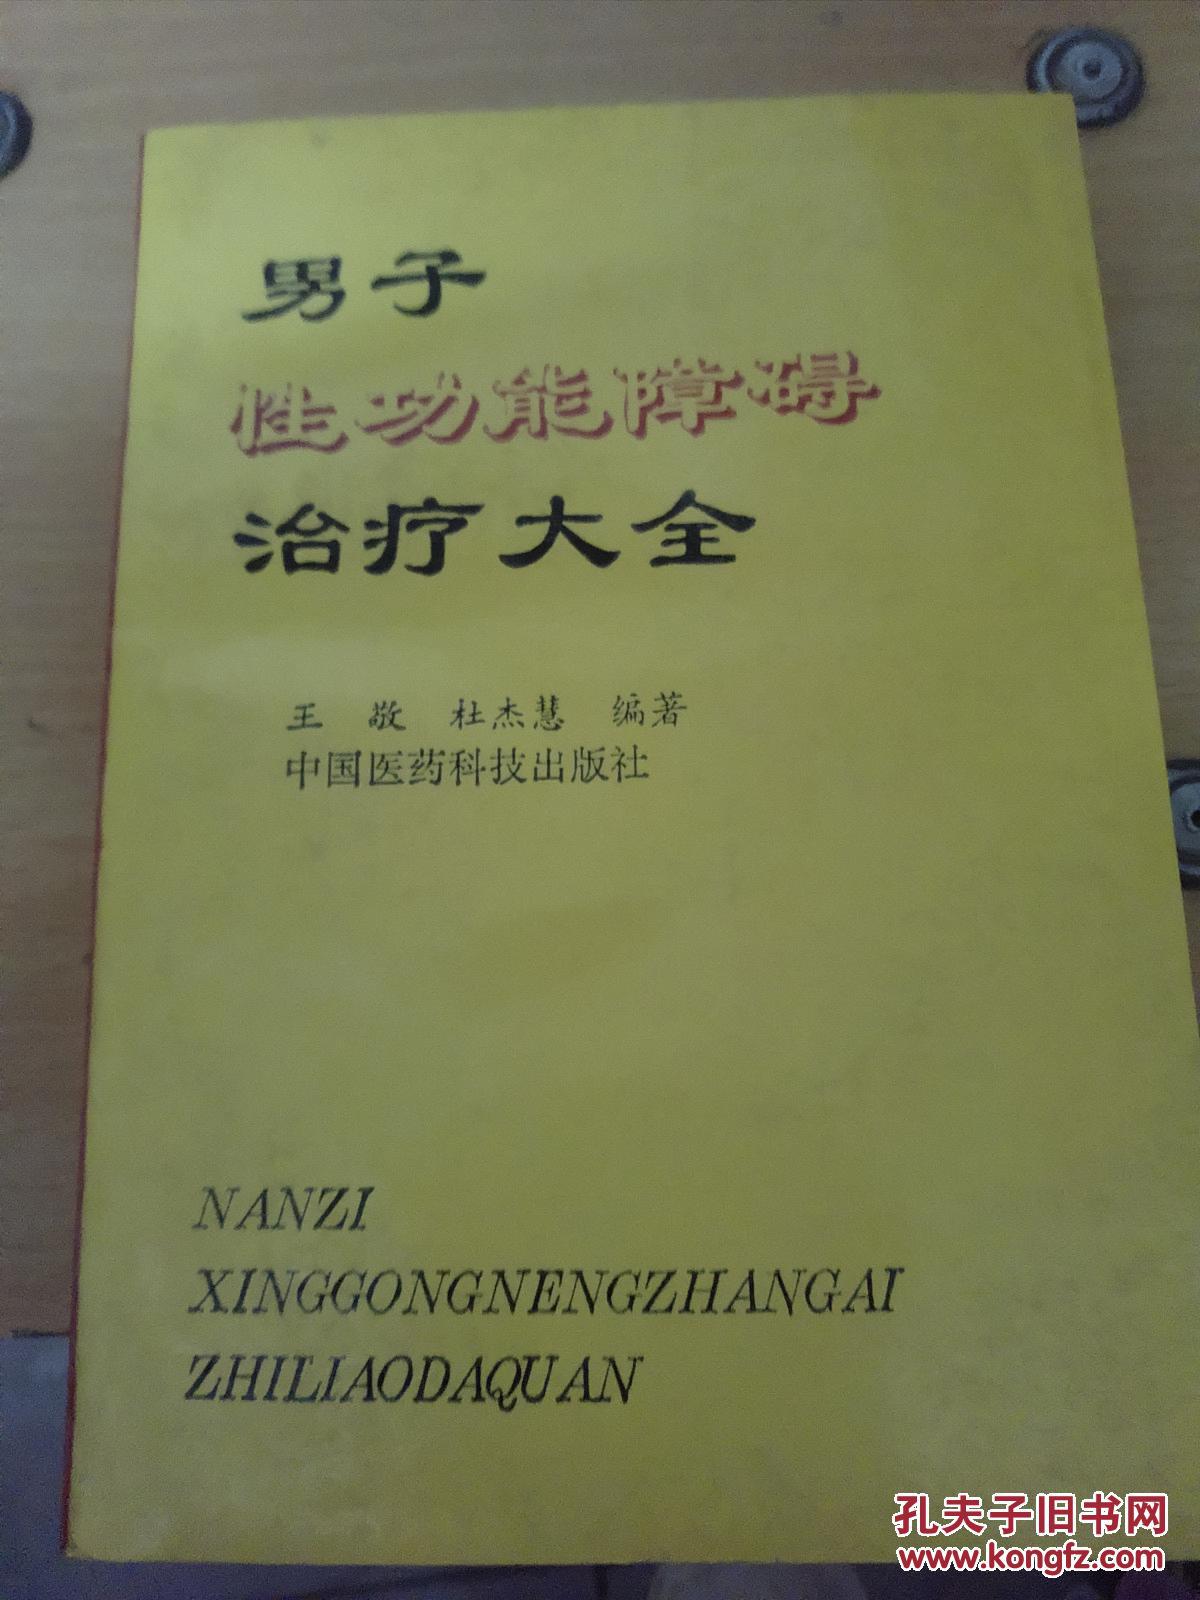 男子
性功能障碍
治疗大全
王 敬 杜杰慧 编著
中国医药科技出版社
NANZI
XINGGONGNENGZHANGAI
ZHILIAODAQUAN
孔夫子旧书网
www.kongfz.com